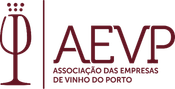 AEVP
ASSOCIAÇÃO DAS EMPRESAS
DE VINHO DO PORTO